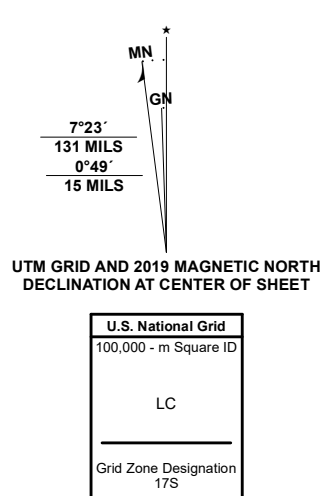 MN
GN
7°23´
131 MILS
0°49´
15 MILS
UTM GRID AND 2019 MAGNETIC NORTH
DECLINATION AT CENTER OF SHEET
U.S. National Grid
100,000 - m Square ID
LC
Grid Zone Designation
17S